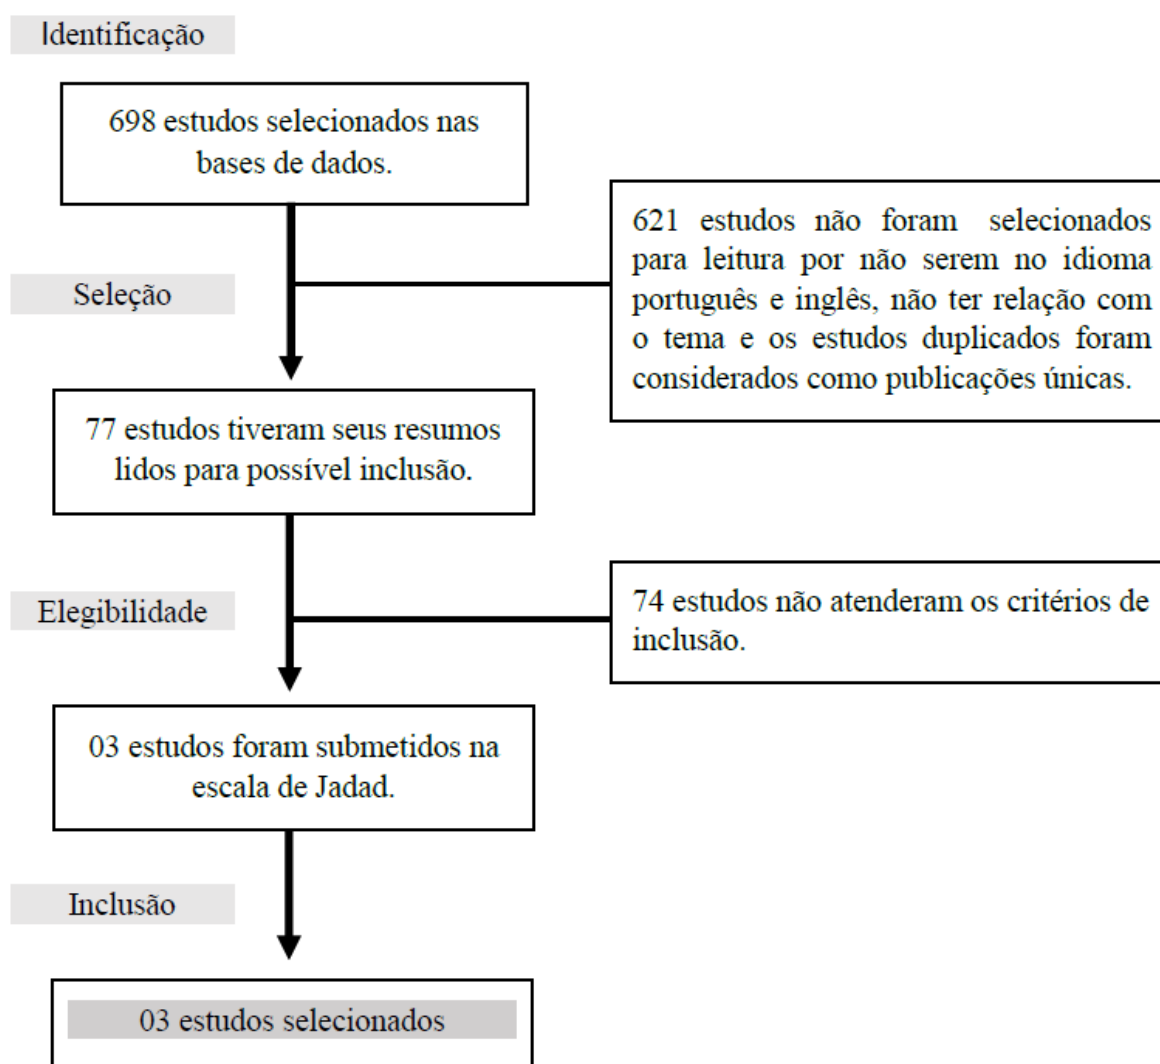 Identificação
698 estudos selecionados nas
bases de dados.
621 estudos não foram selecionados
para leitura por não serem no idioma
português e inglês, não ter relação com
o tema e os estudos duplicados foram
considerados como publicações únicas.
Seleção
77 estudos tiveram seus resumos
lidos para possível inclusão.
74 estudos não atenderam os critérios de
inclusão.
Elegibilidade
03 estudos foram submetidos na
escala de Jadad.
Inclusão
03 estudos selecionados